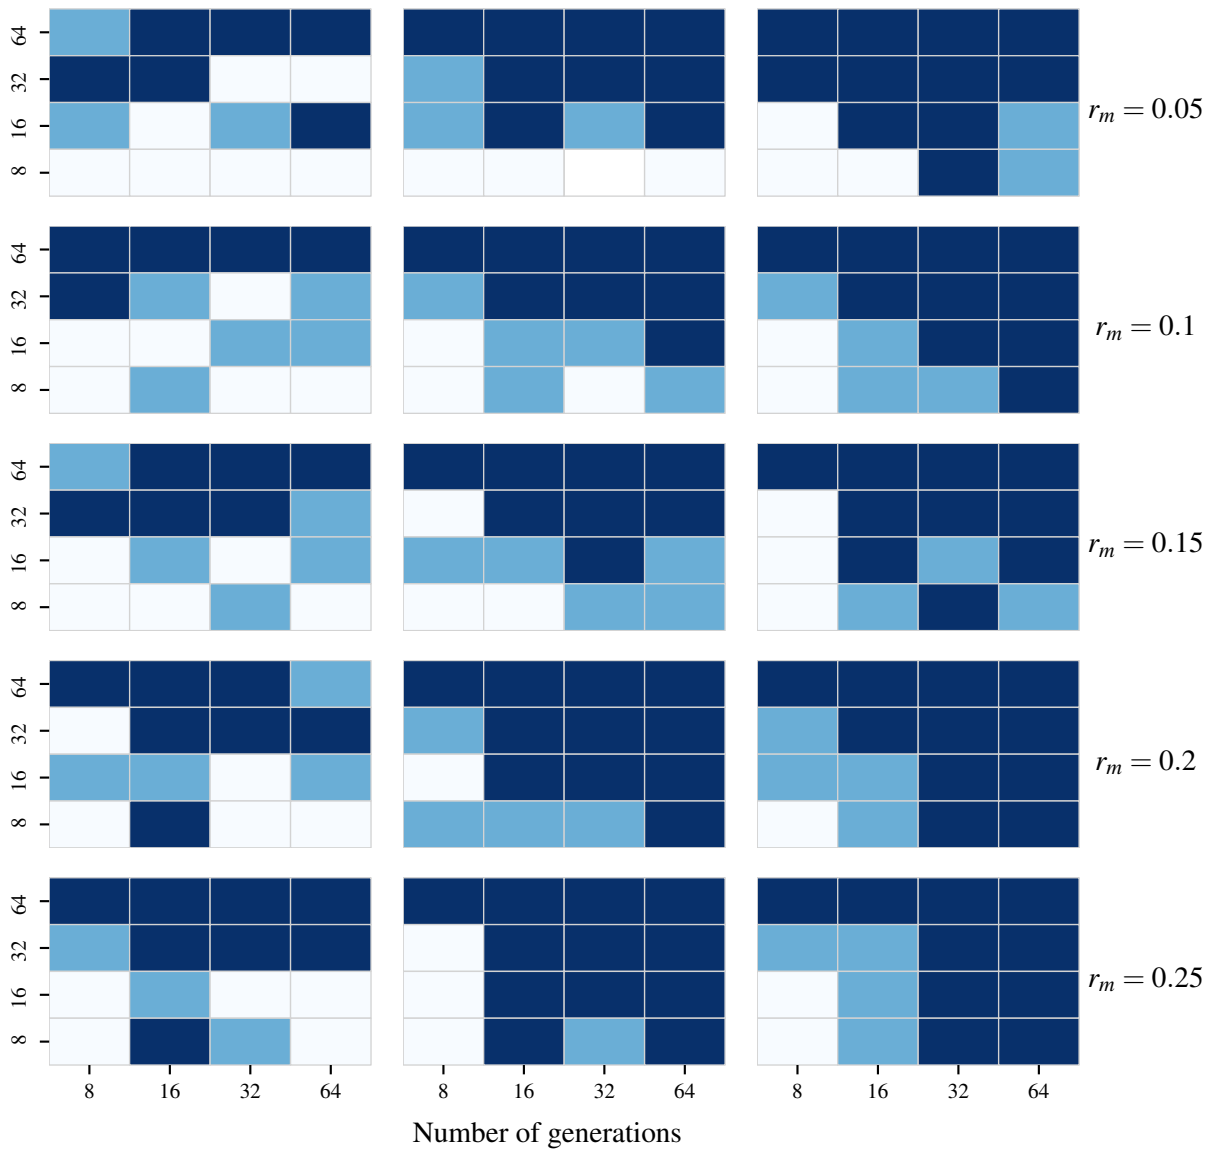 64
32
16
8
r_m = 0.05
64
32
16
8
r_m = 0.1
64
32
16
8
r_m = 0.15
64
32
16
8
r_m = 0.2
64
32
16
8
r_m = 0.25
8 16 32 64 8 16 32 64 8 16 32 64
Number of generations